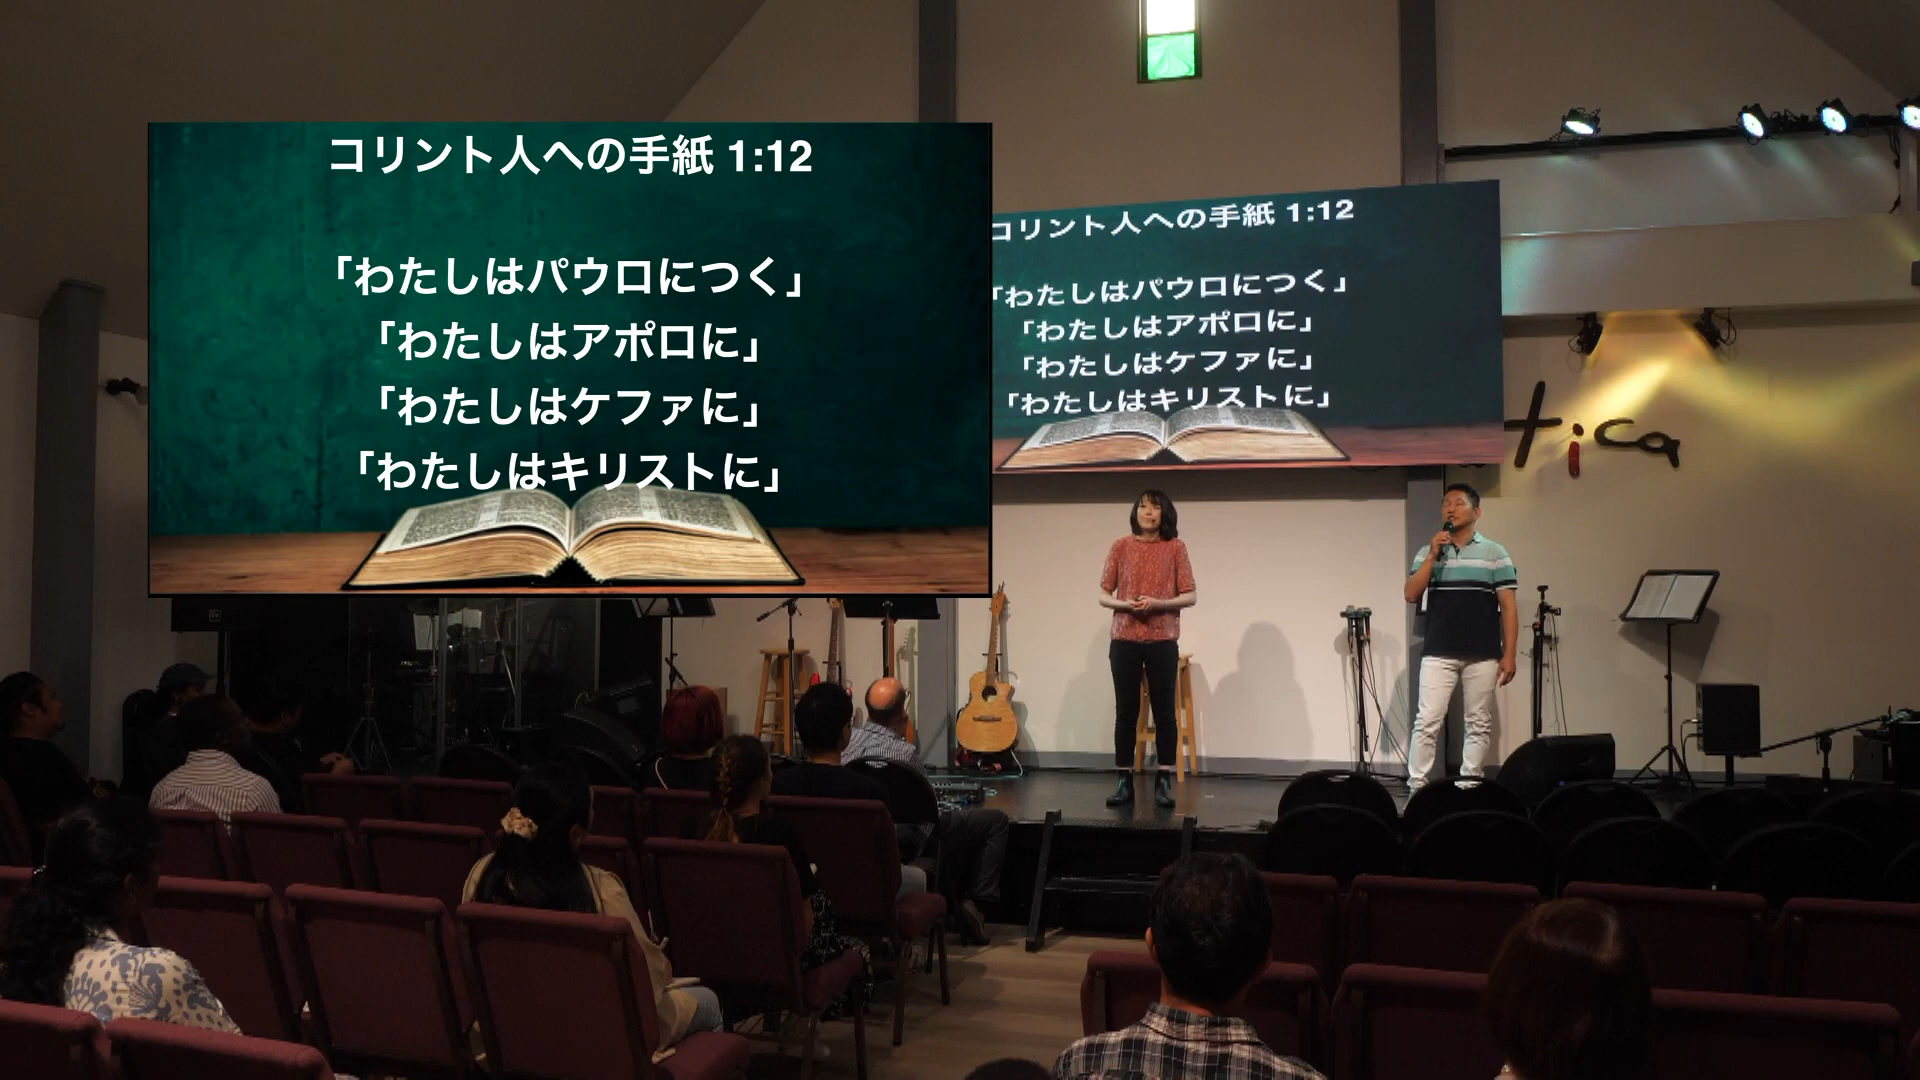 コリント人への手紙 1:12
「わたしはパウロにつく」
「わたしはアポロに」
「わたしはケファに」
「わたしはキリストに」
コリント人への手紙 1:12
「わたしはパウロにつく」
「わたしはアポロに」
「わたしはケファに」
「わたしはキリストに」
tica